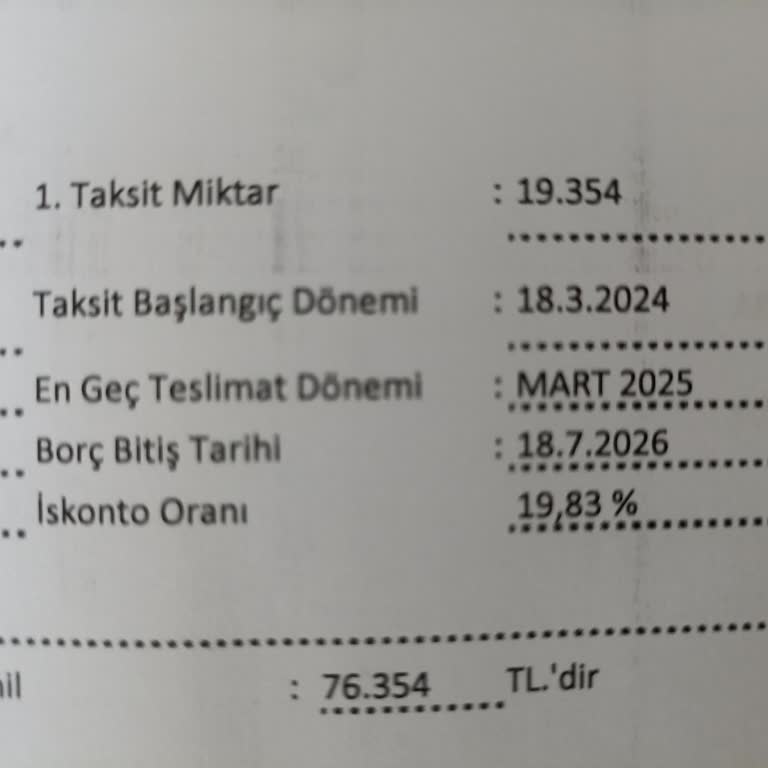 1. Taksit Miktar : 19.354
Taksit Başlangıç Dönemi : 18.3.2024
En Geç Teslimat Dönemi : MART 2025
Borç Bitiş Tarihi : 18.7.2026
İskonto Oranı 19,83 %
il : 76.354 TL.'dir